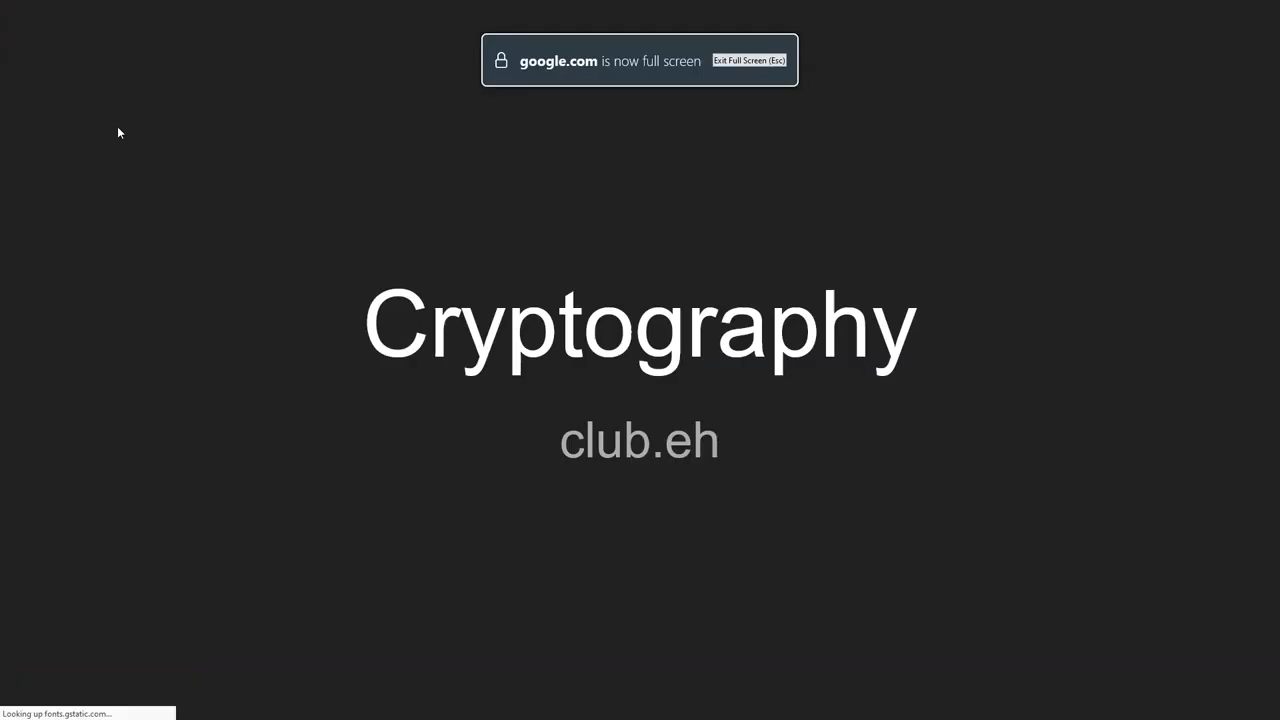 google.com is now full screen Exit Full Screen (Esc)
Cryptography
club.eh
Looking up fonts.gstatic.com...